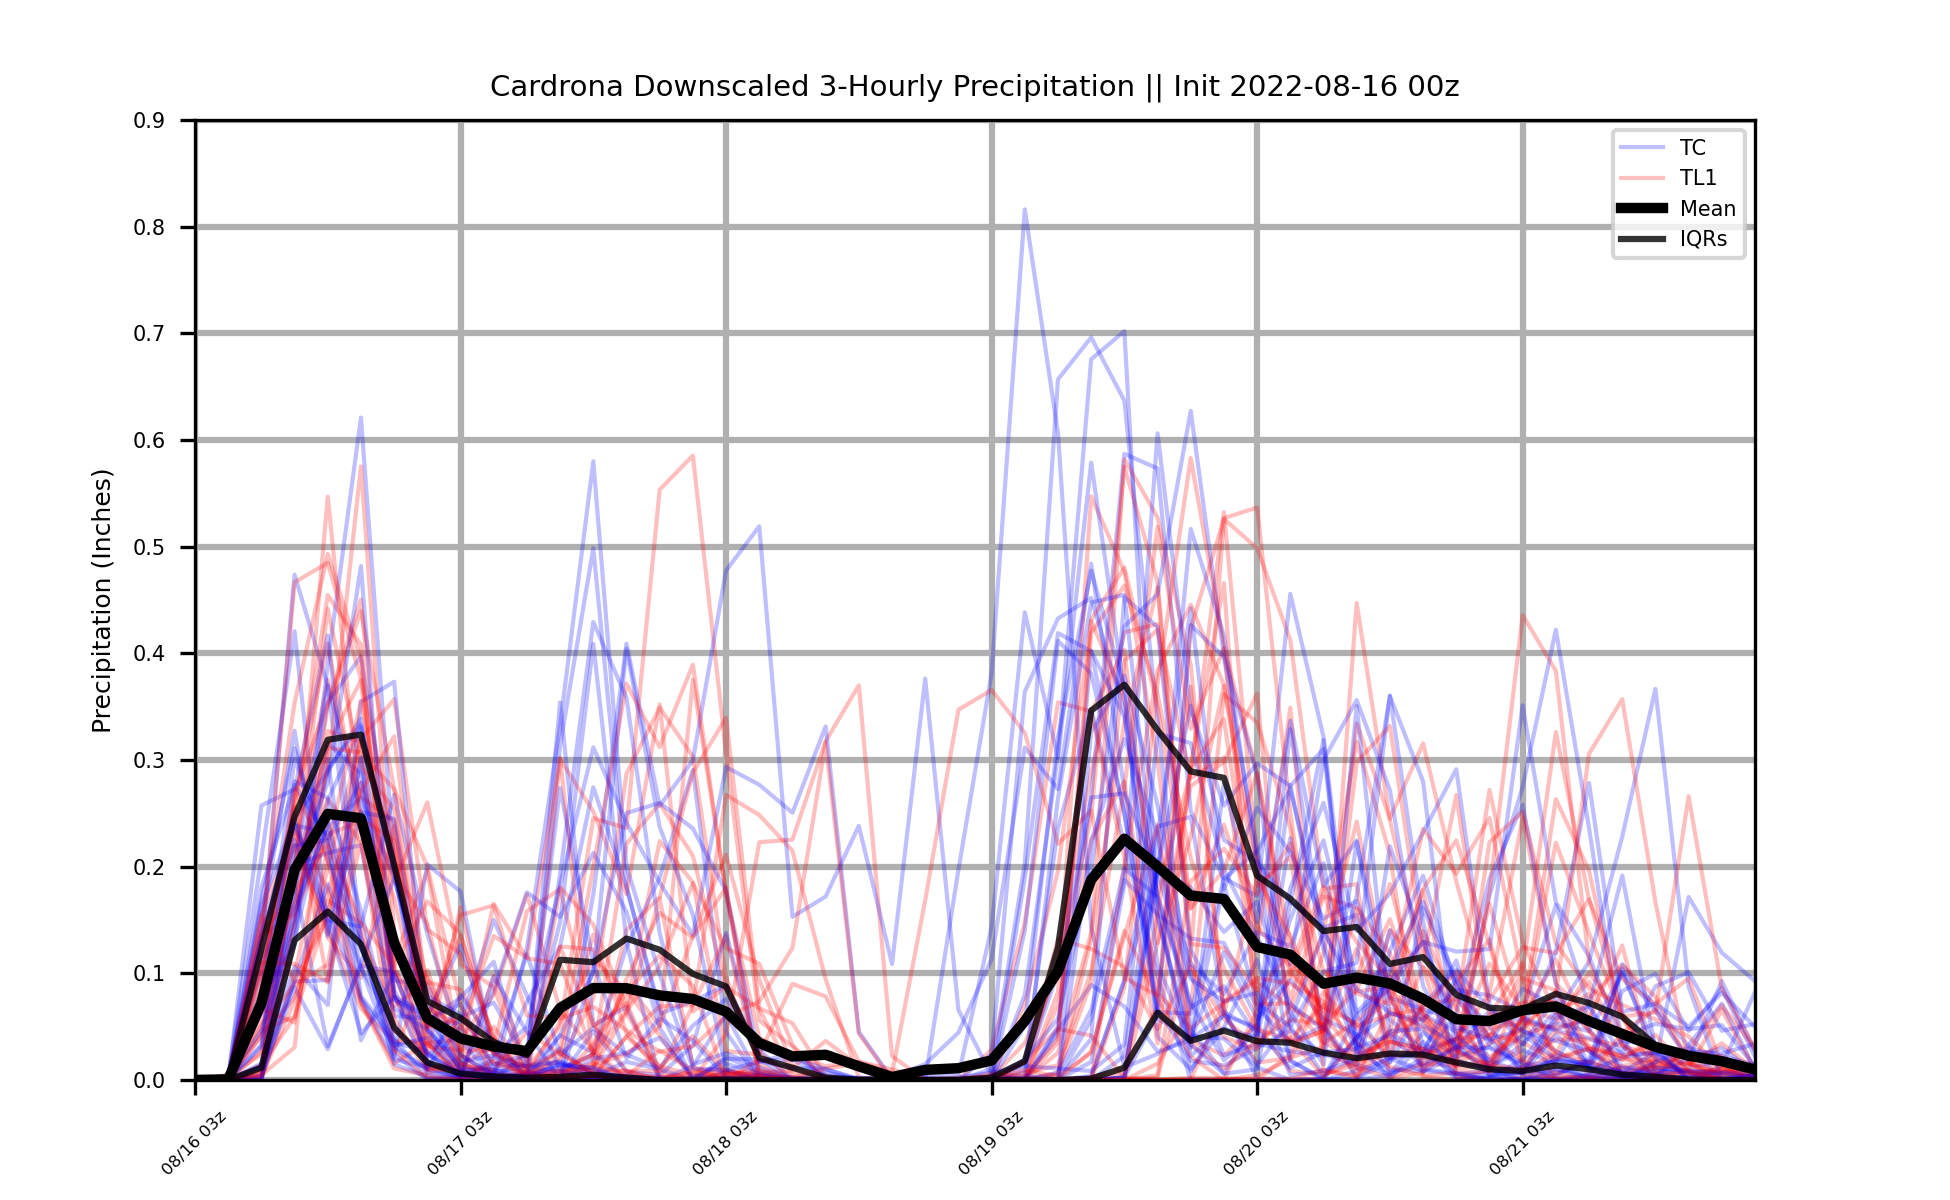 Cardrona Downscaled 3-Hourly Precipitation || Init 2022-08-16 00z
Precipitation (Inches)
0.9
0.8
0.7
0.6
0.5
0.4
0.3
0.2
0.1
0.0
TC
TL1
Mean
IQRs
08/16 03z
08/17 03z
08/18 03z
08/19 03z
08/20 03z
08/21 03z